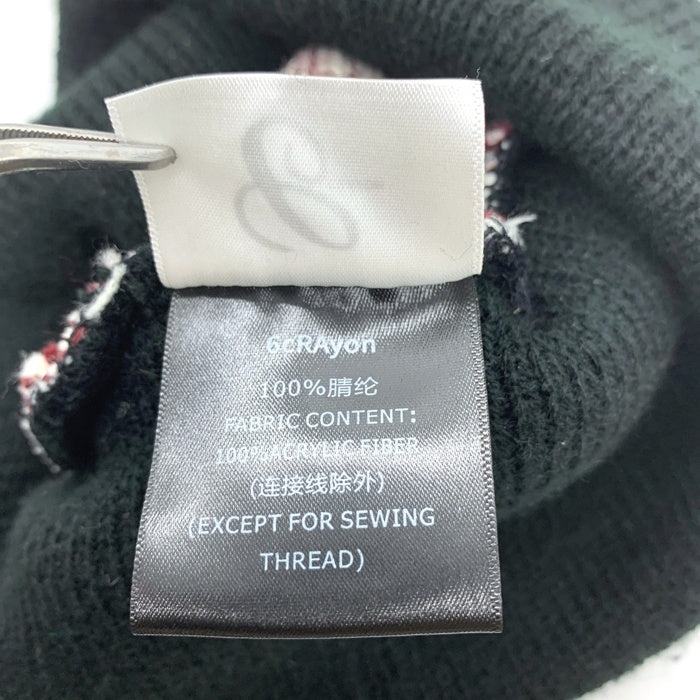 6cRAyon
100%腈纶
FABRIC CONTENT:
100%ACRYLIC FIBER
(连接线除外)
(EXCEPT FOR SEWING
THREAD)